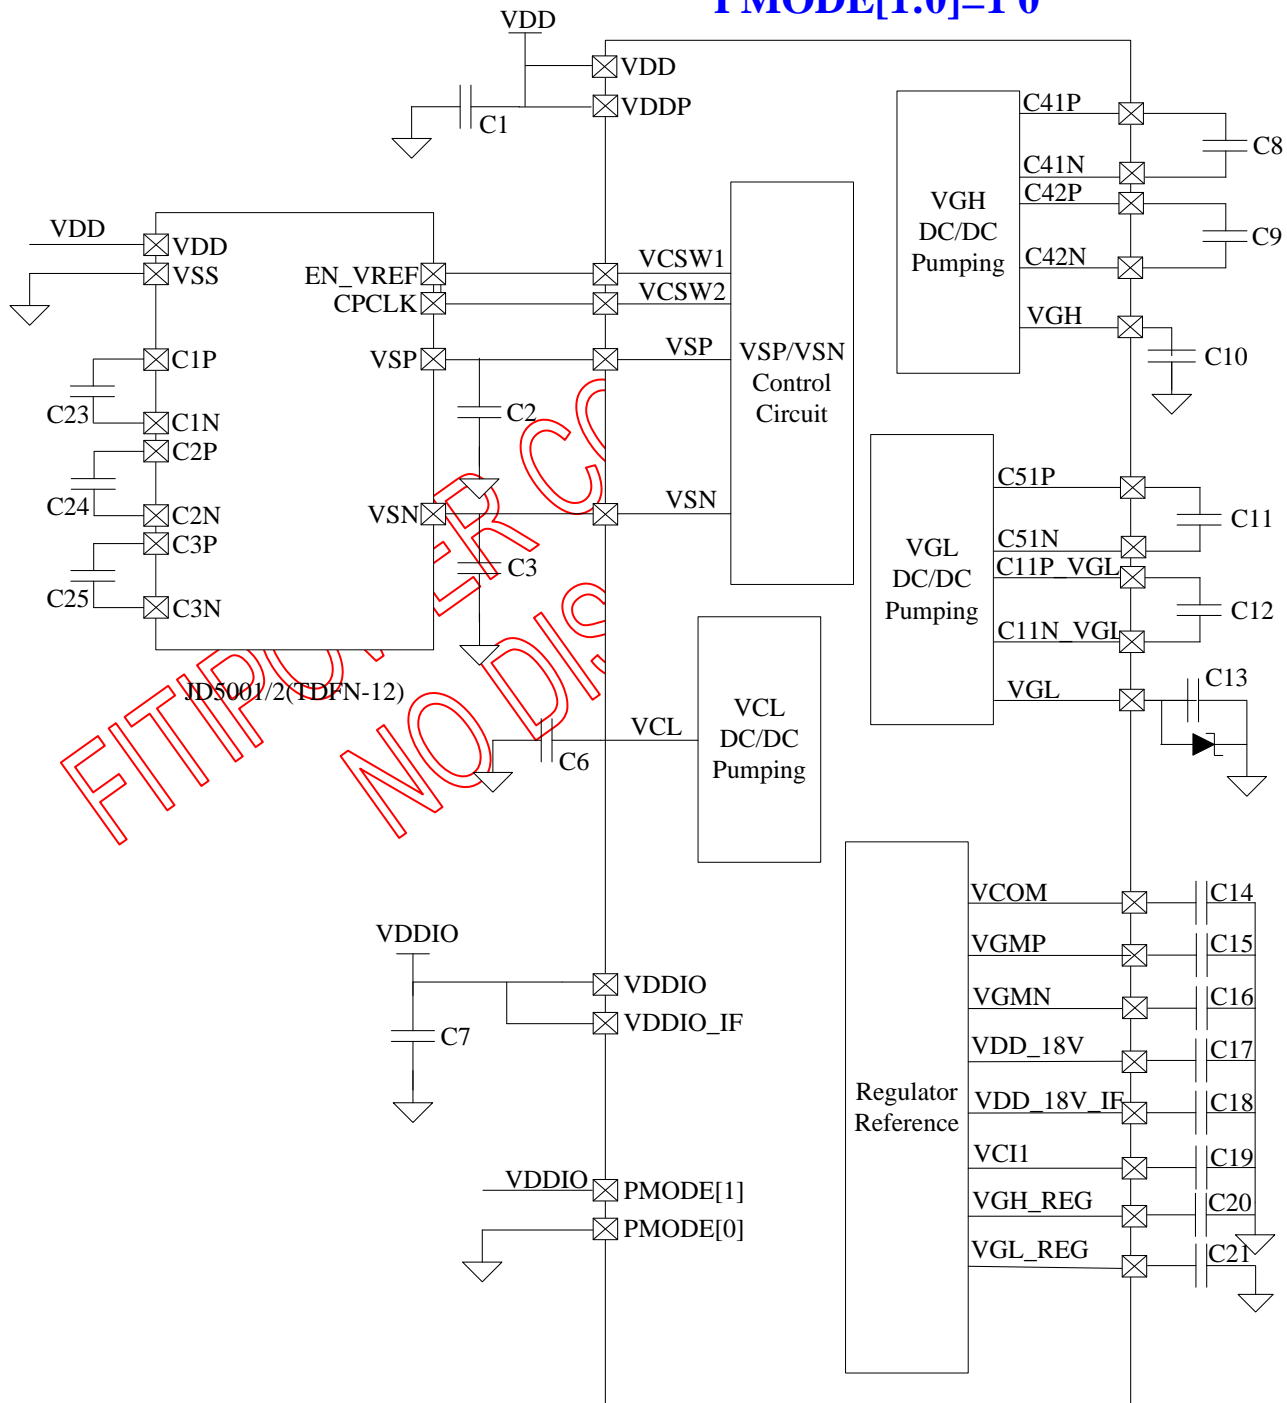 PMODE[1:0]=1 0
VDD
VDD
VDDP
C1
VDD
VDD
VSS
EN_VREF
CPCLK
VSP
VSN
C1P
C1N
C2P
C2N
C3P
C3N
C23
C24
C25
JD5001/2(TDFN-12)
C2
C3
VCSW1
VCSW2
VSP
VSN
VSP/VSN
Control
Circuit
VGH
DC/DC
Pumping
C41P
C41N
C42P
C42N
VGH
C8
C9
C10
VGL
DC/DC
Pumping
C51P
C51N
C11P_VGL
C11N_VGL
VGL
C11
C12
C13
VCL
C6
VCL
DC/DC
Pumping
VDDIO
VDDIO
VDDIO_IF
C7
VDDIO
PMODE[1]
PMODE[0]
Regulator
Reference
VCOM
VGMP
VGMN
VDD_18V
VDD_18V_IF
VCI1
VGH_REG
VGL_REG
C14
C15
C16
C17
C18
C19
C20
C21
NO DIS